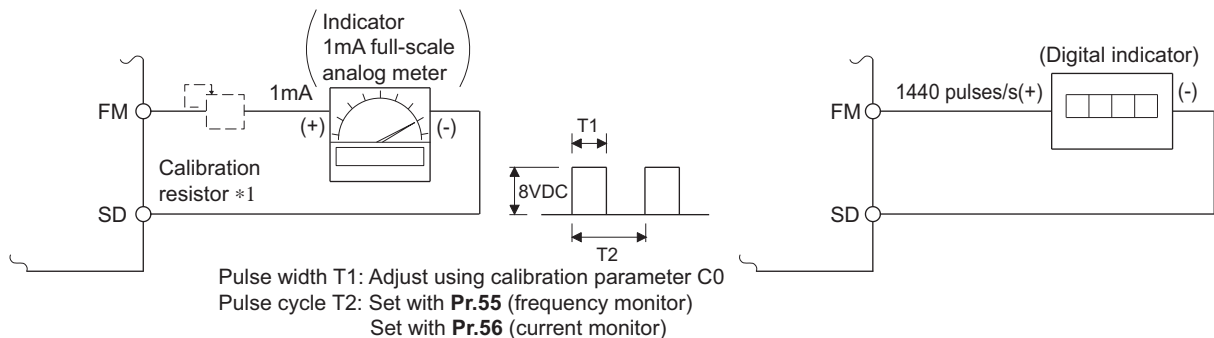 Indicator
1mA full-scale
analog meter
(Digital indicator)
FM
1mA
(+)
(-)
Calibration
resistor *1
SD
T1
8VDC
T2
FM
1440 pulses/s(+)
(-)
SD
Pulse width T1: Adjust using calibration parameter C0
Pulse cycle T2: Set with Pr.55 (frequency monitor)
Set with Pr.56 (current monitor)